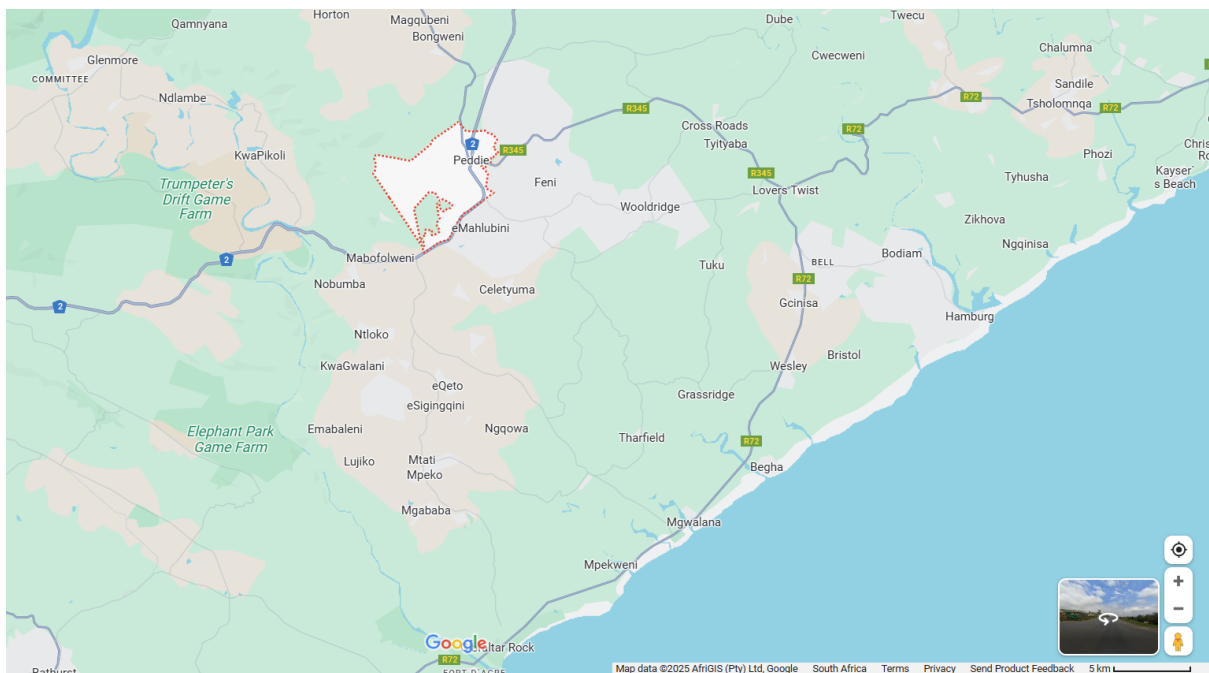 Horton
Magqubeni
Bongweni
Qamnyana
Dube
Twecu
Glenmore
COMMITTEE
Cwecweni
Chalumna
Sandile
Tsholomnqa
Ndlambe
R72
R345
KwaPikoli
2
Peddie
R345
Cross Roads
Tyityaba
R72
Phozi
Trumpeter's
Drift Game
Farm
Feni
R345
Lovers Twist
Tyhusha
Kayser'
s Beach
Wooldridge
Zikhova
eMahlubini
Ngqinisa
2
Mabofolweni
Tuku
BELL
Bodiam
Nobumba
Celetyuma
R72
Gcinisa
2
Hamburg
Ntloko
Bristol
KwaGwalani
Wesley
eQeto
Grassridge
eSigingqini
Elephant Park
Game Farm
Emabaleni
Ngqowa
Tharfield
R72
Lujiko
Mtati
Mpeko
Begha
Mgababa
Mgwalana
Mpekweni
Google
R72
Map data ©2025 AfriGIS (Pty) Ltd, Google South Africa Terms Privacy Send Product Feedback 5 km